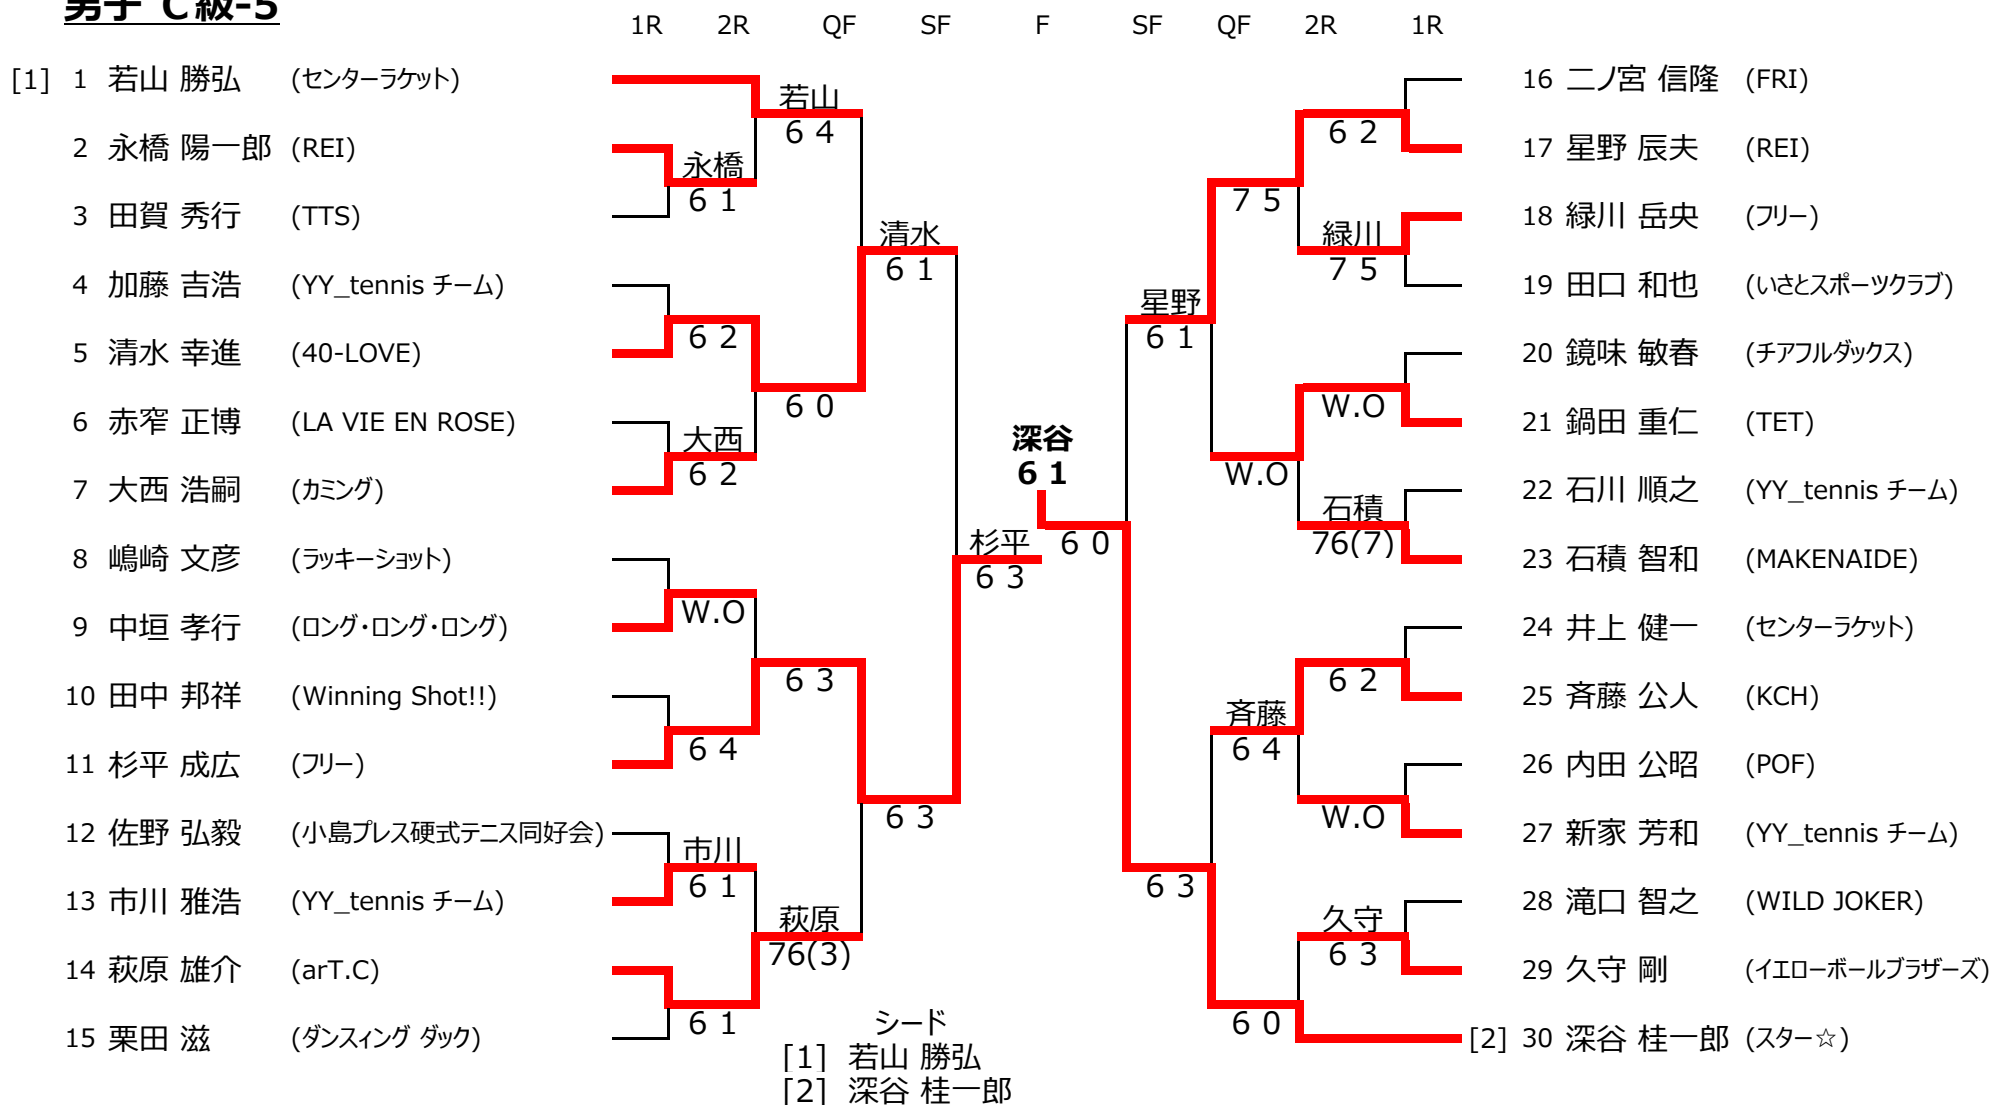 男子 C級-5
1R 2R QF SF F SF QF 2R 1R
[1] 1 若山 勝弘 (センターラケット)
2 永橋 陽一郎 (REI)
3 田賀 秀行 (TTS)
4 加藤 吉浩 (YY_tennis チーム)
5 清水 幸進 (40-LOVE)
6 赤窄 正博 (LA VIE EN ROSE)
7 大西 浩嗣 (カミング)
8 嶋崎 文彦 (ラッキーショット)
9 中垣 孝行 (ロング・ロング・ロング)
10 田中 邦祥 (Winning Shot!!)
11 杉平 成広 (フリー)
12 佐野 弘毅 (小島プレス硬式テニス同好会)
13 市川 雅浩 (YY_tennis チーム)
14 萩原 雄介 (arT.C)
15 栗田 滋 (ダンスィング ダック)
永橋
6 1
6 2
大西
6 2
W.O
6 4
市川
6 1
6 1
若山
6 4
6 0
6 3
萩原
76(3)
清水
6 1
6 3
杉平
6 3
深谷
6 1
6 0
星野
6 1
6 3
7 5
W.O
斉藤
6 4
6 0
6 2
緑川
7 5
W.O
石積
76(7)
6 2
W.O
久守
6 3
16 二ノ宮 信隆 (FRI)
17 星野 辰夫 (REI)
18 緑川 岳央 (フリー)
19 田口 和也 (いさとスポーツクラブ)
20 鏡味 敏春 (チアフルダックス)
21 鍋田 重仁 (TET)
22 石川 順之 (YY_tennis チーム)
23 石積 智和 (MAKENAIDE)
24 井上 健一 (センターラケット)
25 斉藤 公人 (KCH)
26 内田 公昭 (POF)
27 新家 芳和 (YY_tennis チーム)
28 滝口 智之 (WILD JOKER)
29 久守 剛 (イエローボールブラザーズ)
[2] 30 深谷 桂一郎 (スター☆)
シード
[1] 若山 勝弘
[2] 深谷 桂一郎